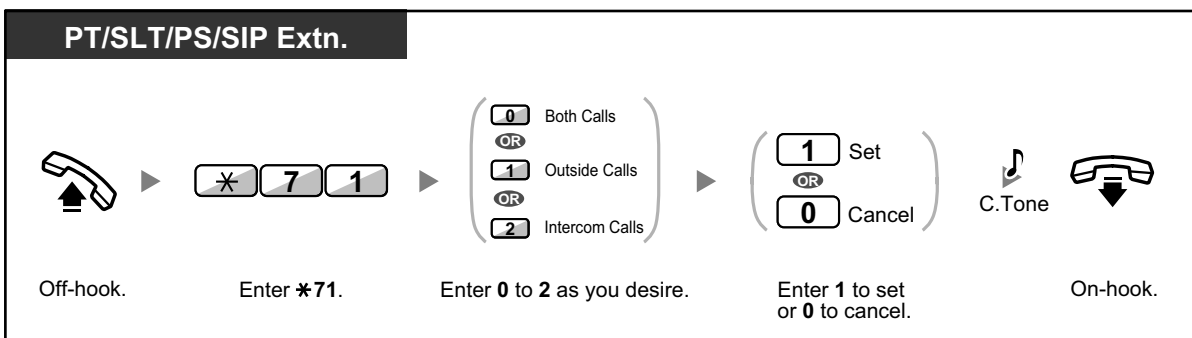 PT/SLT/PS/SIP Extn.
0 Both Calls
OR
1 Outside Calls
OR
2 Intercom Calls
* 7 1
1 Set
OR
0 Cancel
C.Tone
Off-hook.
Enter *71.
Enter 0 to 2 as you desire.
Enter 1 to set
or 0 to cancel.
On-hook.